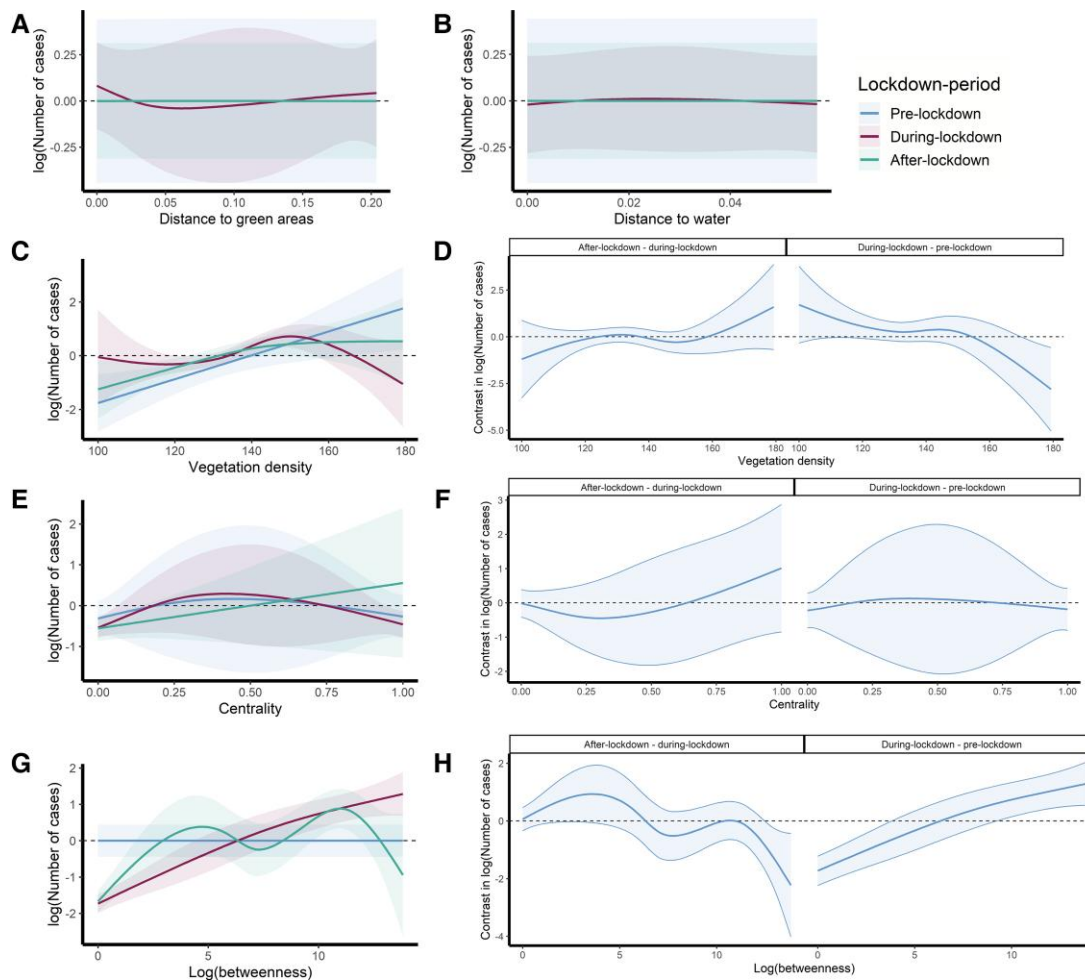 A
log(Number of cases)
0.25
0.00
-0.25
0.00
0.05
0.10
0.15
0.20
Distance to green areas
B
log(Number of cases)
0.25
0.00
-0.25
0.00
0.02
0.04
Distance to water
Lockdown-period
Pre-lockdown
During-lockdown
After-lockdown
C
log(Number of cases)
2
0
-2
100
120
140
160
180
Vegetation density
D
After-lockdown - during-lockdown
During-lockdown - pre-lockdown
Contrast in log(Number of cases)
2.5
0.0
-2.5
-5.0
100
120
140
160
180
100
120
140
160
180
Vegetation density
E
log(Number of cases)
2
1
0
-1
0.00
0.25
0.50
0.75
1.00
Centrality
F
After-lockdown - during-lockdown
During-lockdown - pre-lockdown
Contrast in log(Number of cases)
3
2
1
0
-1
-2
0.00
0.25
0.50
0.75
1.00
0.00
0.25
0.50
0.75
1.00
Centrality
G
log(Number of cases)
2
1
0
-1
-2
0
5
10
Log(betweenness)
H
After-lockdown - during-lockdown
During-lockdown - pre-lockdown
Contrast in log(Number of cases)
2
0
-2
-4
0
5
10
0
5
10
Log(betweenness)